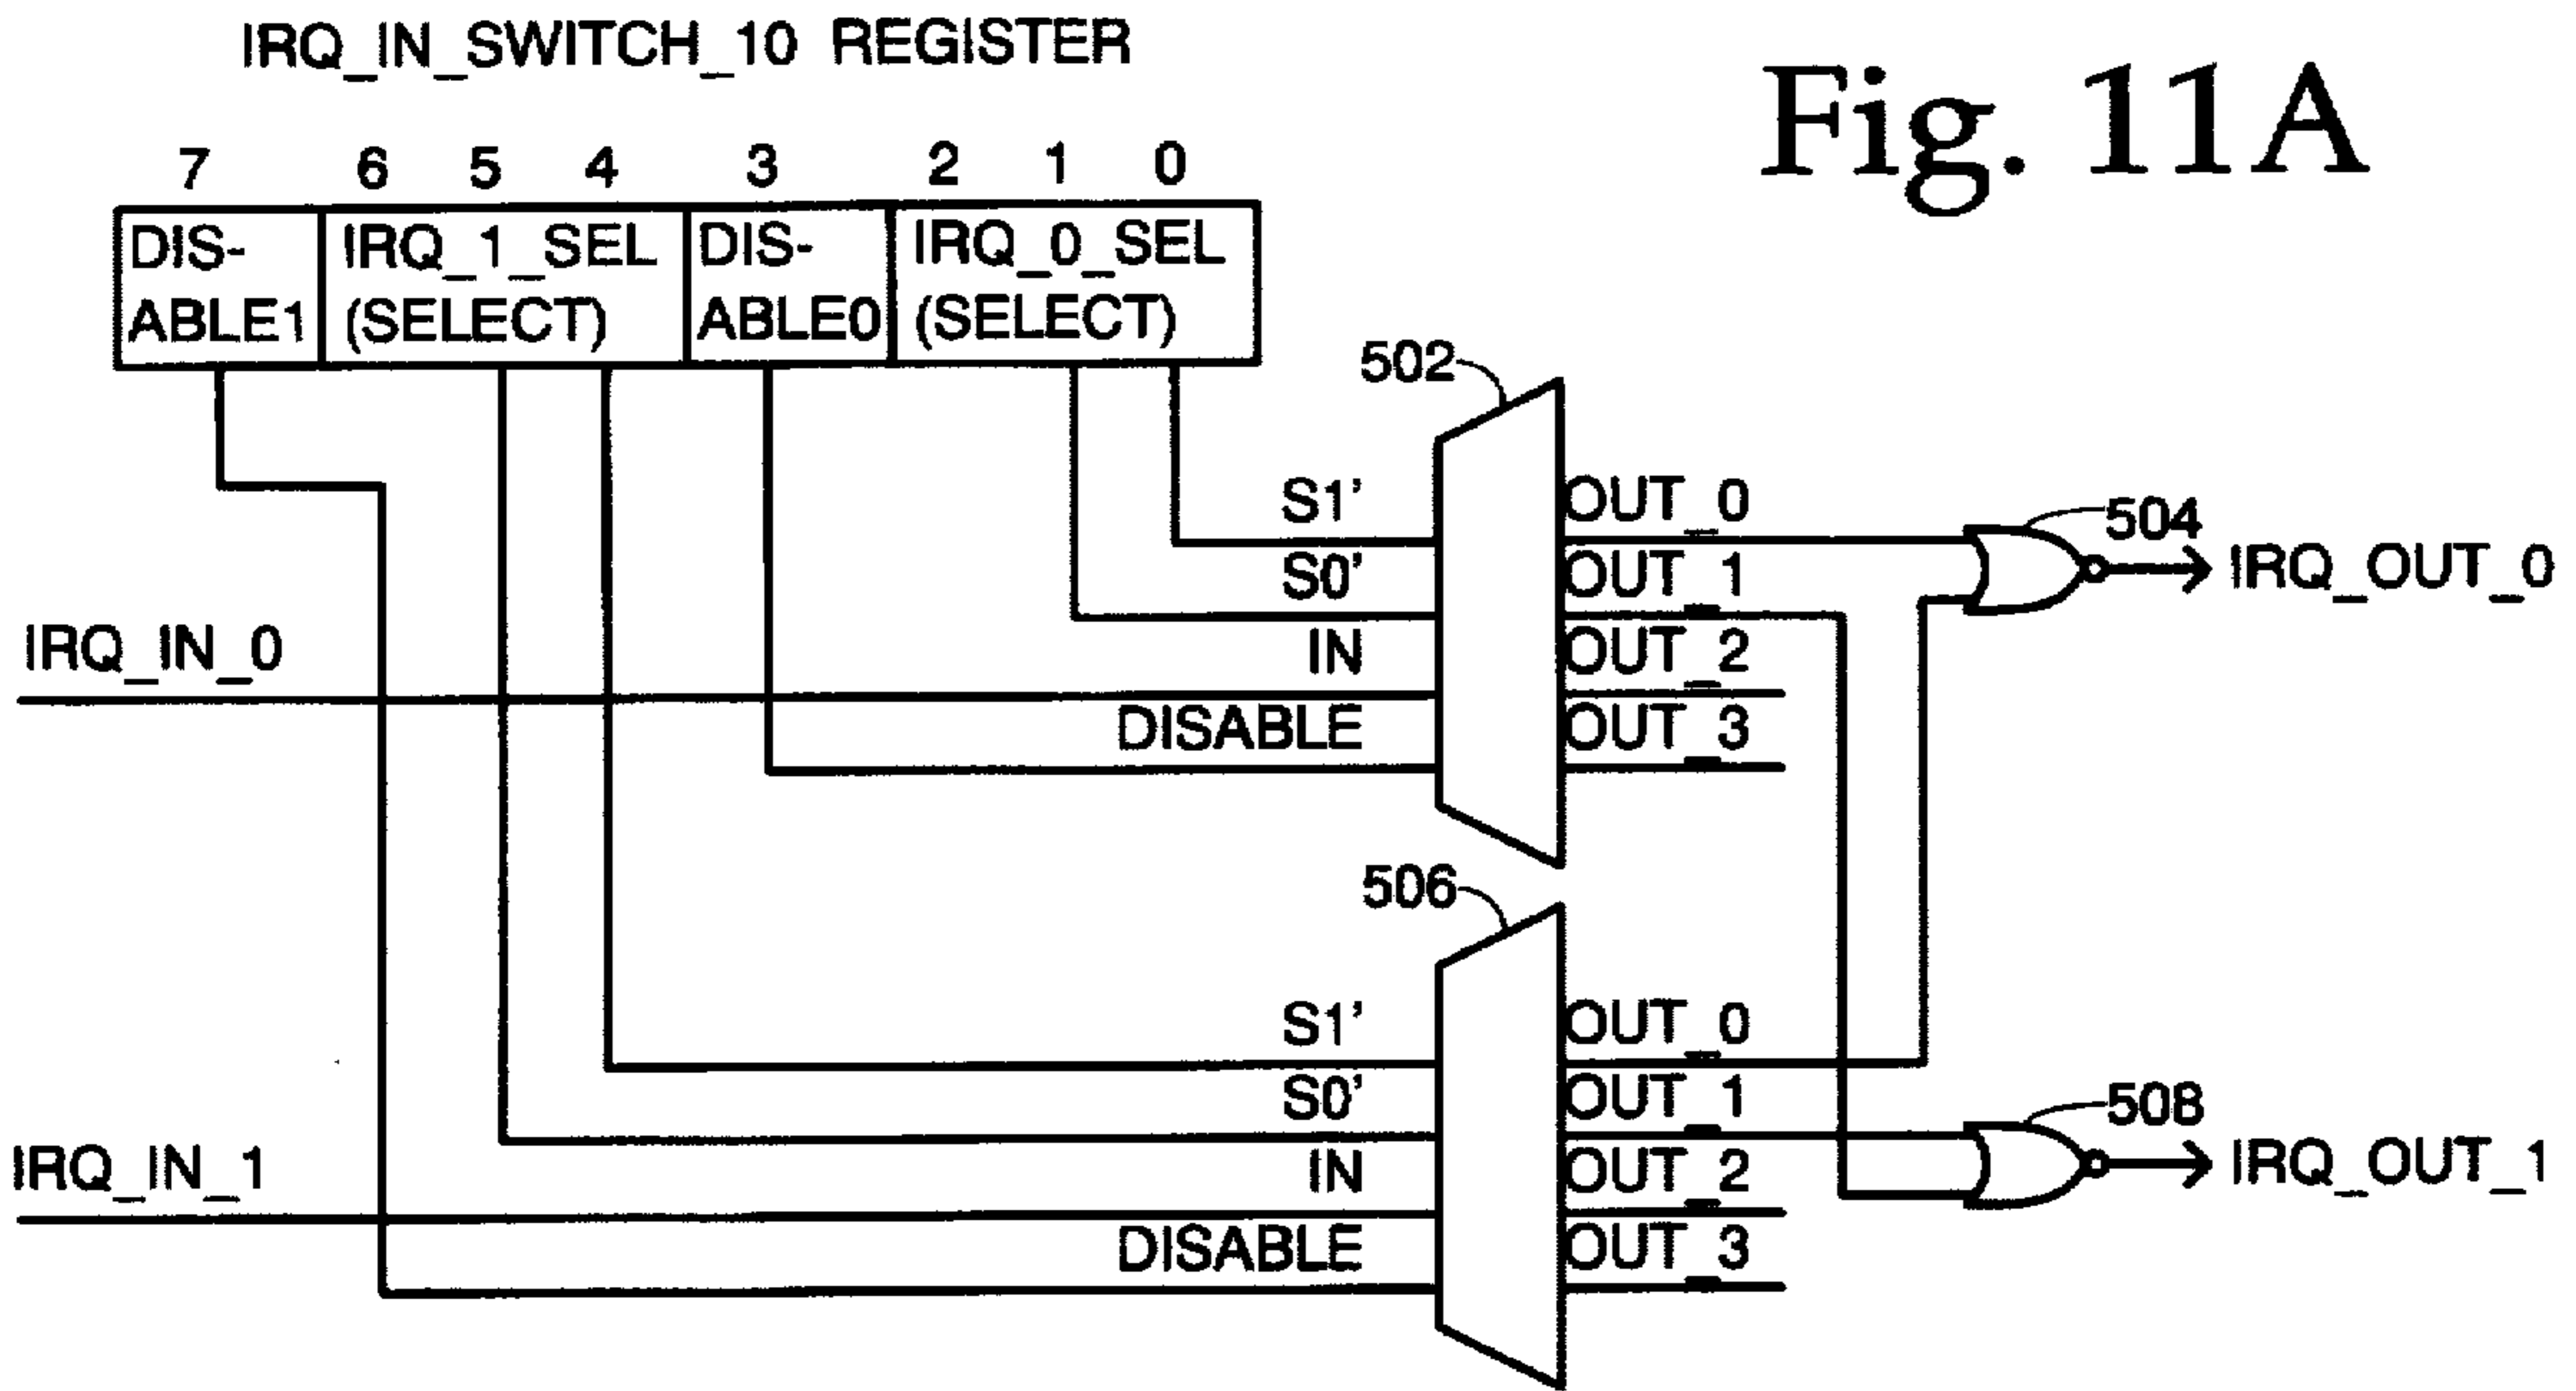 IRQ_IN_SWITCH_10 REGISTER
Fig. 11A
7 6 5 4 3 2 1 0
DIS-
ABLE1
IRQ_1_SEL
(SELECT)
DIS-
ABLE0
IRQ_0_SEL
(SELECT)
502
S1’
S0’
IN
DISABLE
OUT_0
OUT_1
OUT_2
OUT_3
504
IRQ_OUT_0
IRQ_IN_0
506
S1’
S0’
IN
DISABLE
OUT_0
OUT_1
OUT_2
OUT_3
508
IRQ_OUT_1
IRQ_IN_1